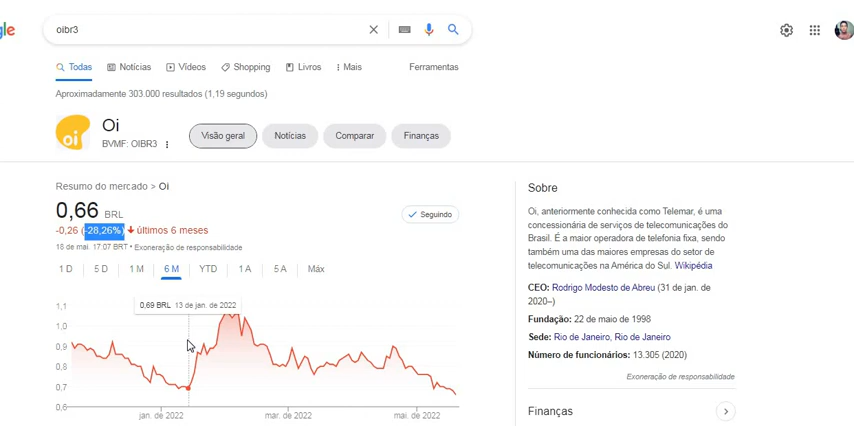 gle
oibr3
Todas Notícias Vídeos Shopping Livros Mais Ferramentas
Aproximadamente 303.000 resultados (1,19 segundos)
oi
Oi
BVMF: OIBR3
Visão geral Notícias Comparar Finanças
Resumo do mercado > Oi
0,66 BRL
Seguindo
-0,26 (-28,26%) últimos 6 meses
18 de mai. 17:07 BRT • Exoneração de responsabilidade
1 D 5 D 1 M 6 M YTD 1 A 5 A Máx
0,69 BRL 13 de jan. de 2022
1,1
1,0
0,9
0,8
0,7
0,6
jan. de 2022 mar. de 2022 mai. de 2022
Sobre
Oi, anteriormente conhecida como Telemar, é uma
concessionária de serviços de telecomunicações do
Brasil. É a maior operadora de telefonia fixa, sendo
também uma das maiores empresas do setor de
telecomunicações na América do Sul. Wikipédia
CEO: Rodrigo Modesto de Abreu (31 de jan. de
2020–)
Fundação: 22 de maio de 1998
Sede: Rio de Janeiro, Rio de Janeiro
Número de funcionários: 13.305 (2020)
Exoneração de responsabilidade
Finanças